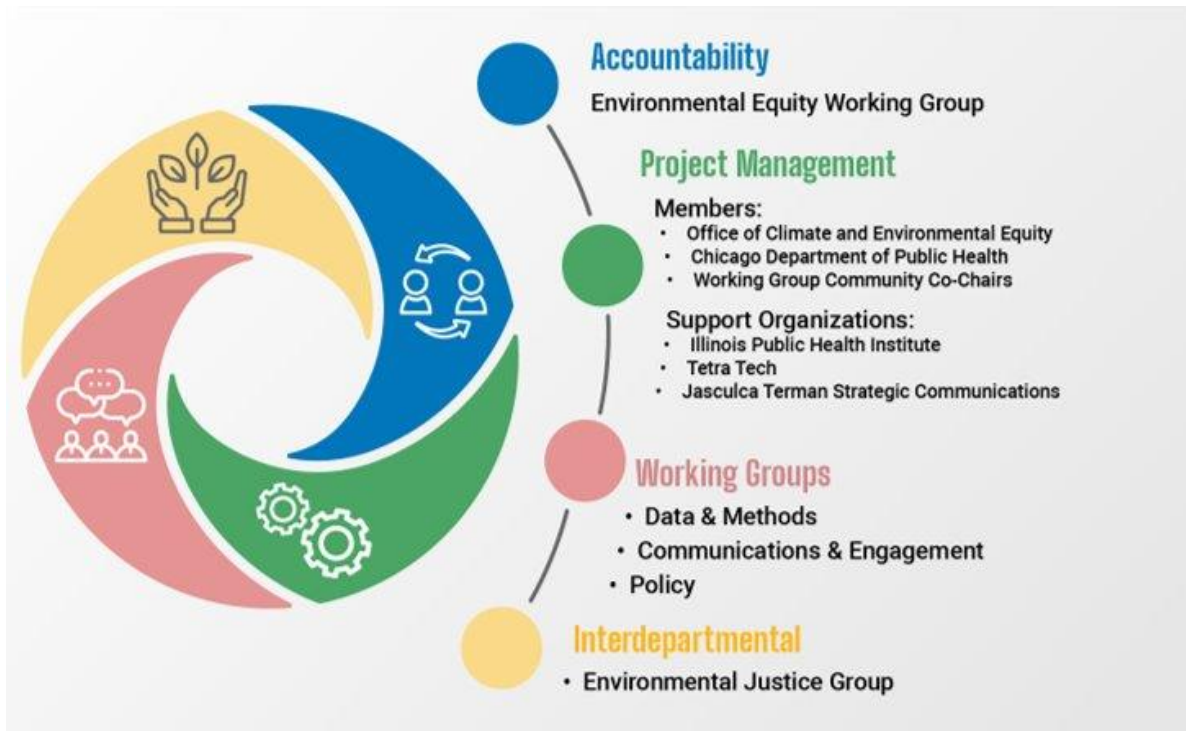 Accountability
Environmental Equity Working Group
Project Management
Members:
• Office of Climate and Environmental Equity
• Chicago Department of Public Health
• Working Group Community Co-Chairs
Support Organizations:
• Illinois Public Health Institute
• Tetra Tech
• Jasculca Terman Strategic Communications
Working Groups
• Data & Methods
• Communications & Engagement
• Policy
Interdepartmental
• Environmental Justice Group